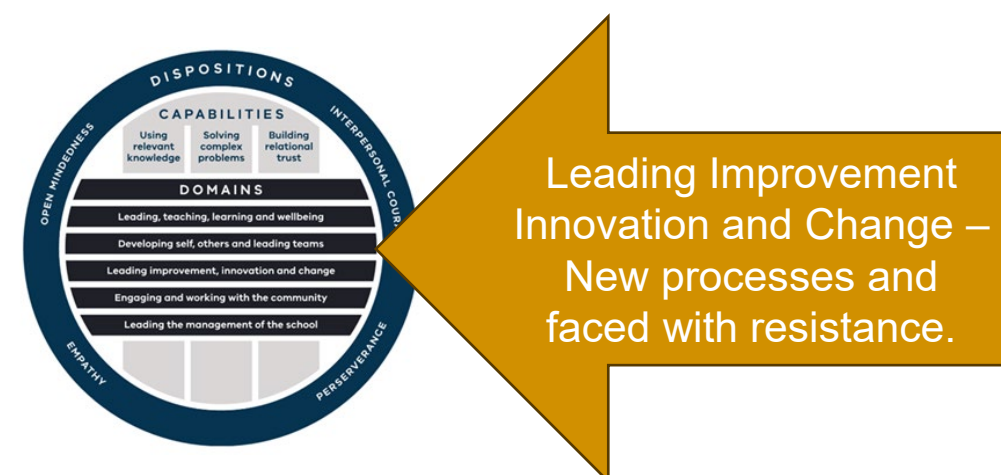 DISPOSITIONS
OPEN MINDEDNESS
INTERPERSONAL COUR
EMPATHY
PERSERVERANCE
CAPABILITIES
Using
relevant
knowledge
Solving
complex
problems
Building
relational
trust
DOMAINS
Leading, teaching, learning and wellbeing
Developing self, others and leading teams
Leading improvement, innovation and change
Engaging and working with the community
Leading the management of the school
Leading Improvement
Innovation and Change –
New processes and
faced with resistance.